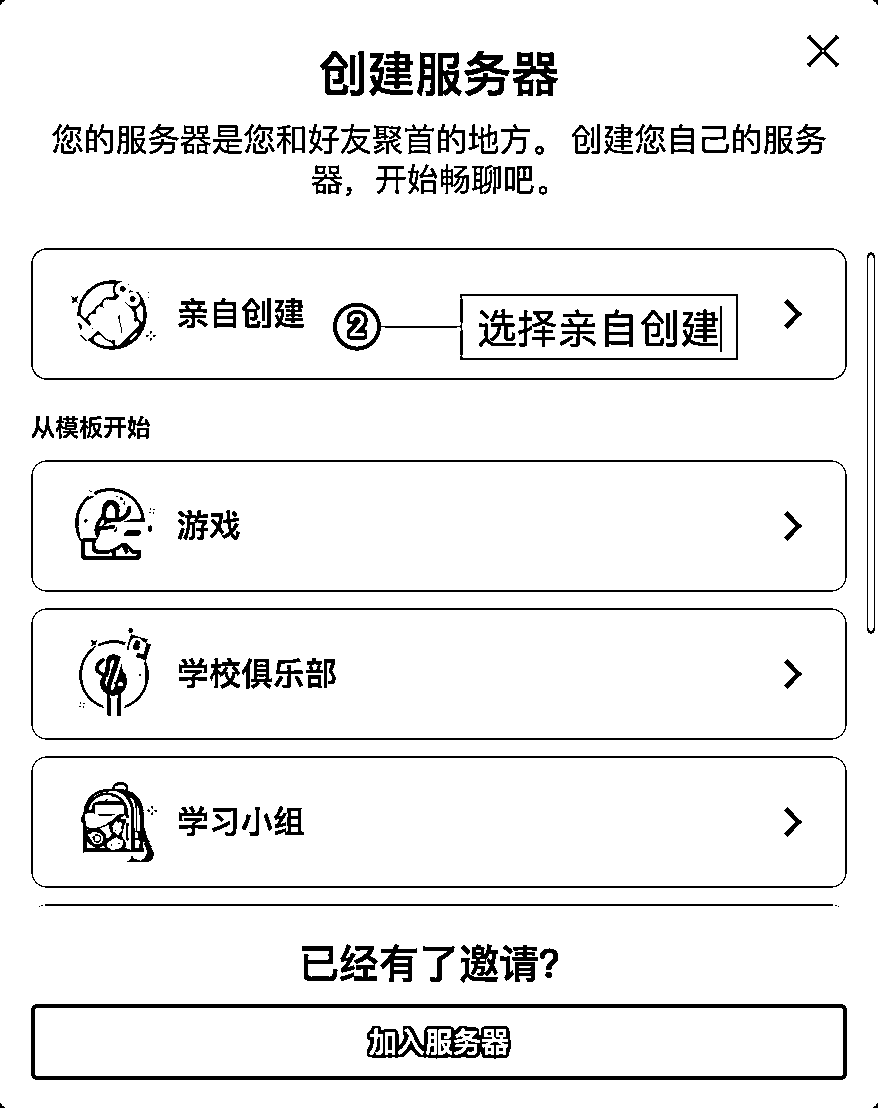 创建服务器
您的服务器是您和好友聚首的地方。 创建您自己的服务
器，开始畅聊吧。
亲自创建
② 选择亲自创建
从模板开始
游戏
学校俱乐部
学习小组
已经有了邀请?
加入服务器